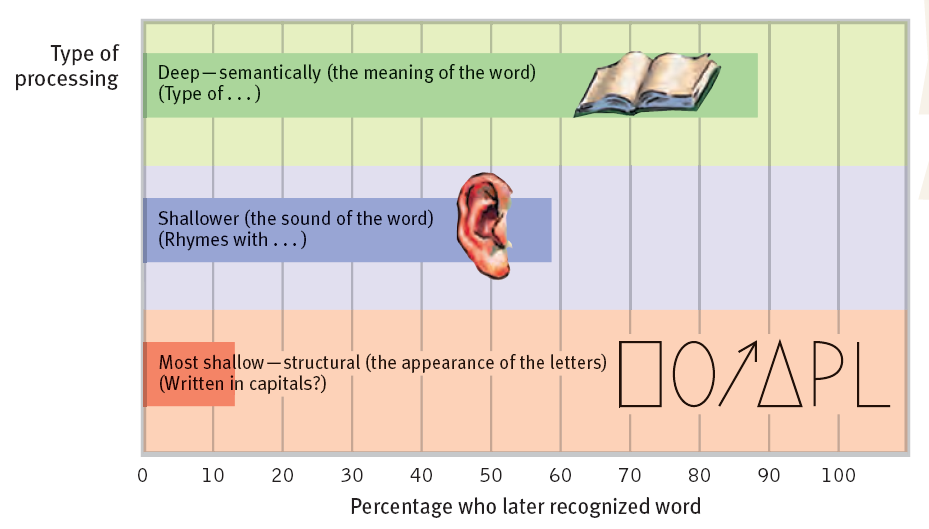 Type of
processing
Deep—semantically (the meaning of the word)
(Type of . . . )
Shallower (the sound of the word)
(Rhymes with . . . )
Most shallow—structural (the appearance of the letters)
(Written in capitals?)
0 10 20 30 40 50 60 70 80 90 100
Percentage who later recognized word